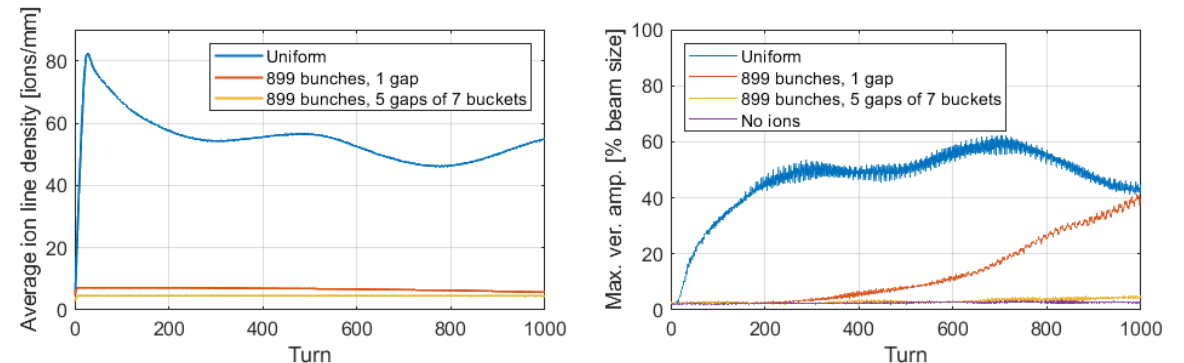 Average ion line density [ions/mm]
80
60
40
20
0
0 200 400 600 800 1000
Turn
Uniform
899 bunches, 1 gap
899 bunches, 5 gaps of 7 buckets
Max. ver. amp. [% beam size]
100
80
60
40
20
0
0 200 400 600 800 1000
Turn
Uniform
899 bunches, 1 gap
899 bunches, 5 gaps of 7 buckets
No ions